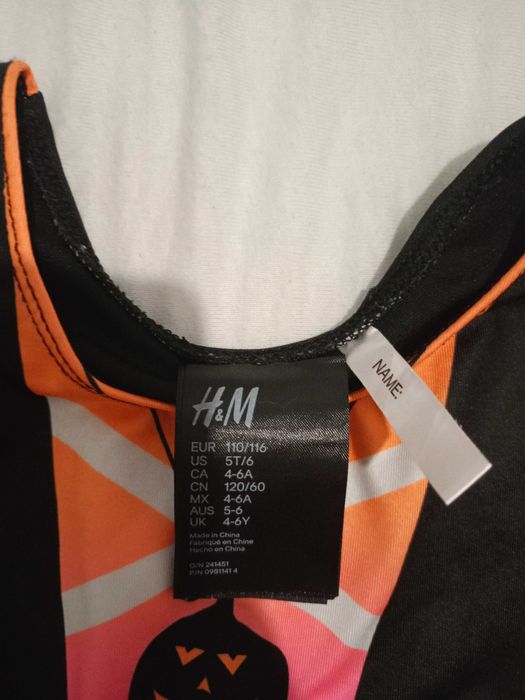 H&M
EUR 110/116
US 5T/6
CA 4-6A
CN 120/60
MX 4-6A
AUS 5-6
UK 4-6Y
Made in China
Fabriqué en Chine
Hecho en China
O/N 241451
P/N 0981141 4
NAME: